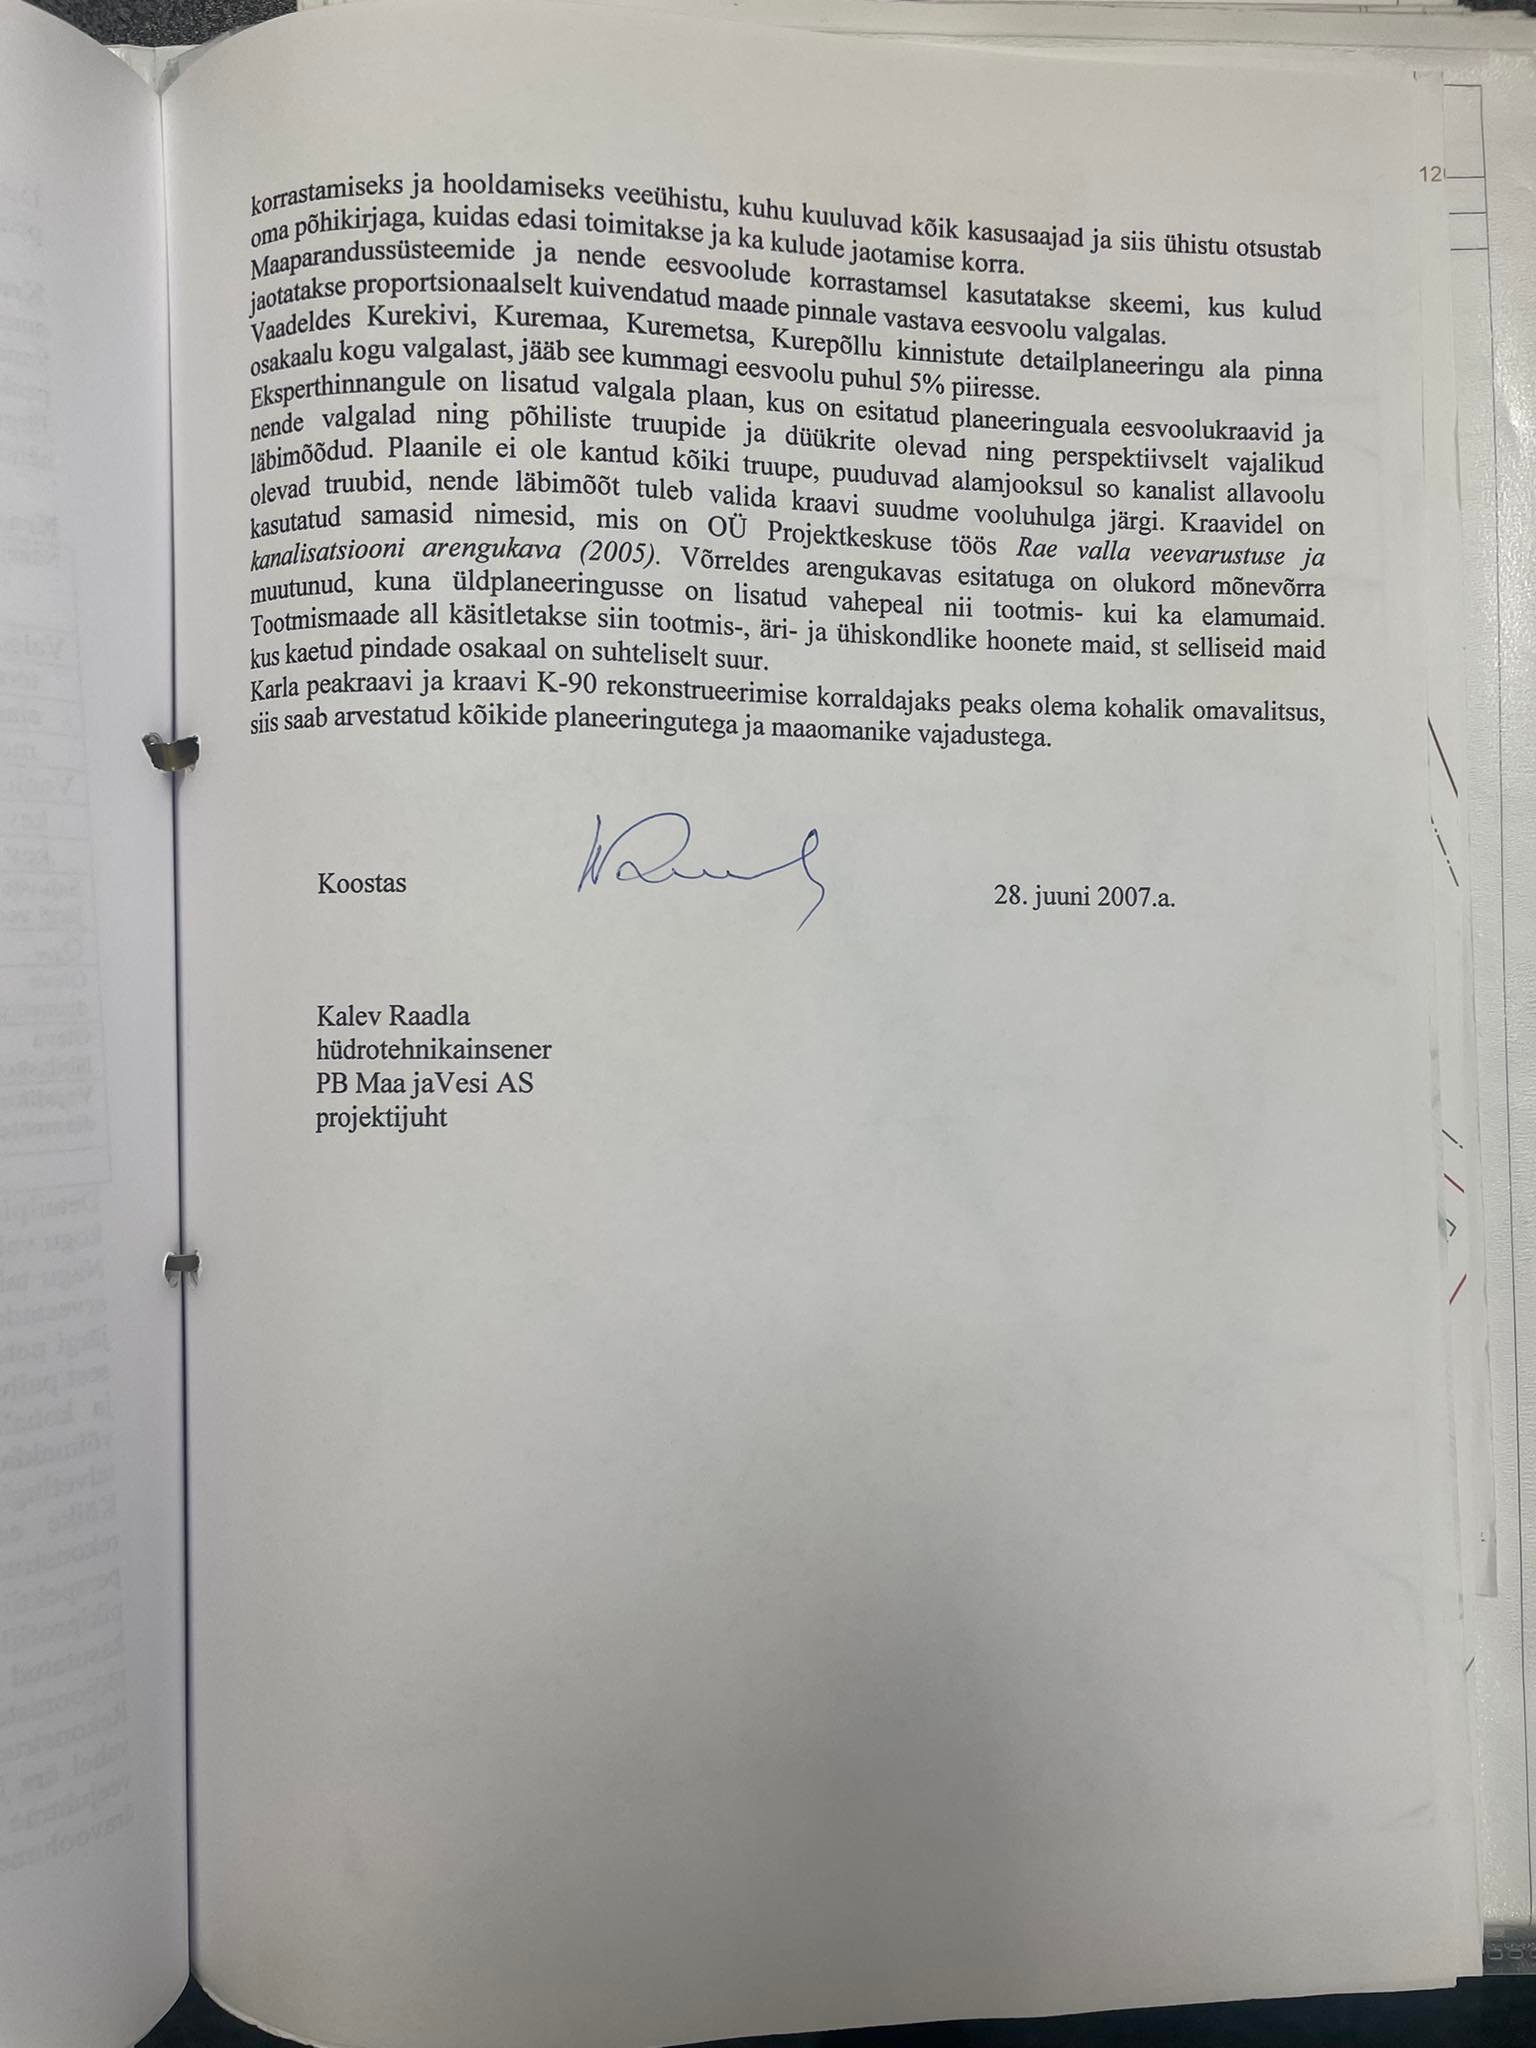 korrastamiseks ja hooldamiseks veeühistu, kuhu kuuluvad kõik kasusaajad ja siis ühistu otsustab
oma põhikirjaga, kuidas edasi toimitakse ja ka kulude jaotamise korra.
Maaparandussüsteemide ja nende eesvoolude korrastamsel kasutatakse skeemi, kus kulud
jaotatakse proportsionaalselt kuivendatud maade pinnale vastava eesvoolu valgalas.
Vaadeldes Kurekivi, Kuremaa, Kuremetsa, Kurepõllu kinnistute detailplaneeringu ala pinna
osakaalu kogu valgalast, jääb see kummagi eesvoolu puhul 5% piiresse.
Eksperthinnangule on lisatud valgala plaan, kus on esitatud planeeringuala eesvoolukraavid ja
nende valgalad ning põhiliste truupide ja düükrite olevad ning perspektiivselt vajalikud
läbimõõdud. Plaanile ei ole kantud kõiki truupe, puuduvad alamjooksul so kanalist allavoolu
olevad truubid, nende läbimõõt tuleb valida kraavi suudme vooluhulga järgi. Kraavidel on
kasutatud samasid nimesid, mis on OÜ Projektkeskuse töös Rae valla veevarustuse ja
kanalisatsiooni arengukava (2005). Võrreldes arengukavas esitatuga on olukord mõnevõrra
muutunud, kuna üldplaneeringusse on lisatud vahepeal nii tootmis- kui ka elamumaid.
Tootmismaade all käsitletakse siin tootmis-, äri- ja ühiskondlike hoonete maid, st selliseid maid
kus kaetud pindade osakaal on suhteliselt suur.
Karla peakraavi ja kraavi K-90 rekonstrueerimise korraldajaks peaks olema kohalik omavalitsus,
siis saab arvestatud kõikide planeeringutega ja maaomanike vajadustega.
Koostas
28. juuni 2007.a.
Kalev Raadla
hüdrotehnikainsener
PB Maa jaVesi AS
projektijuht